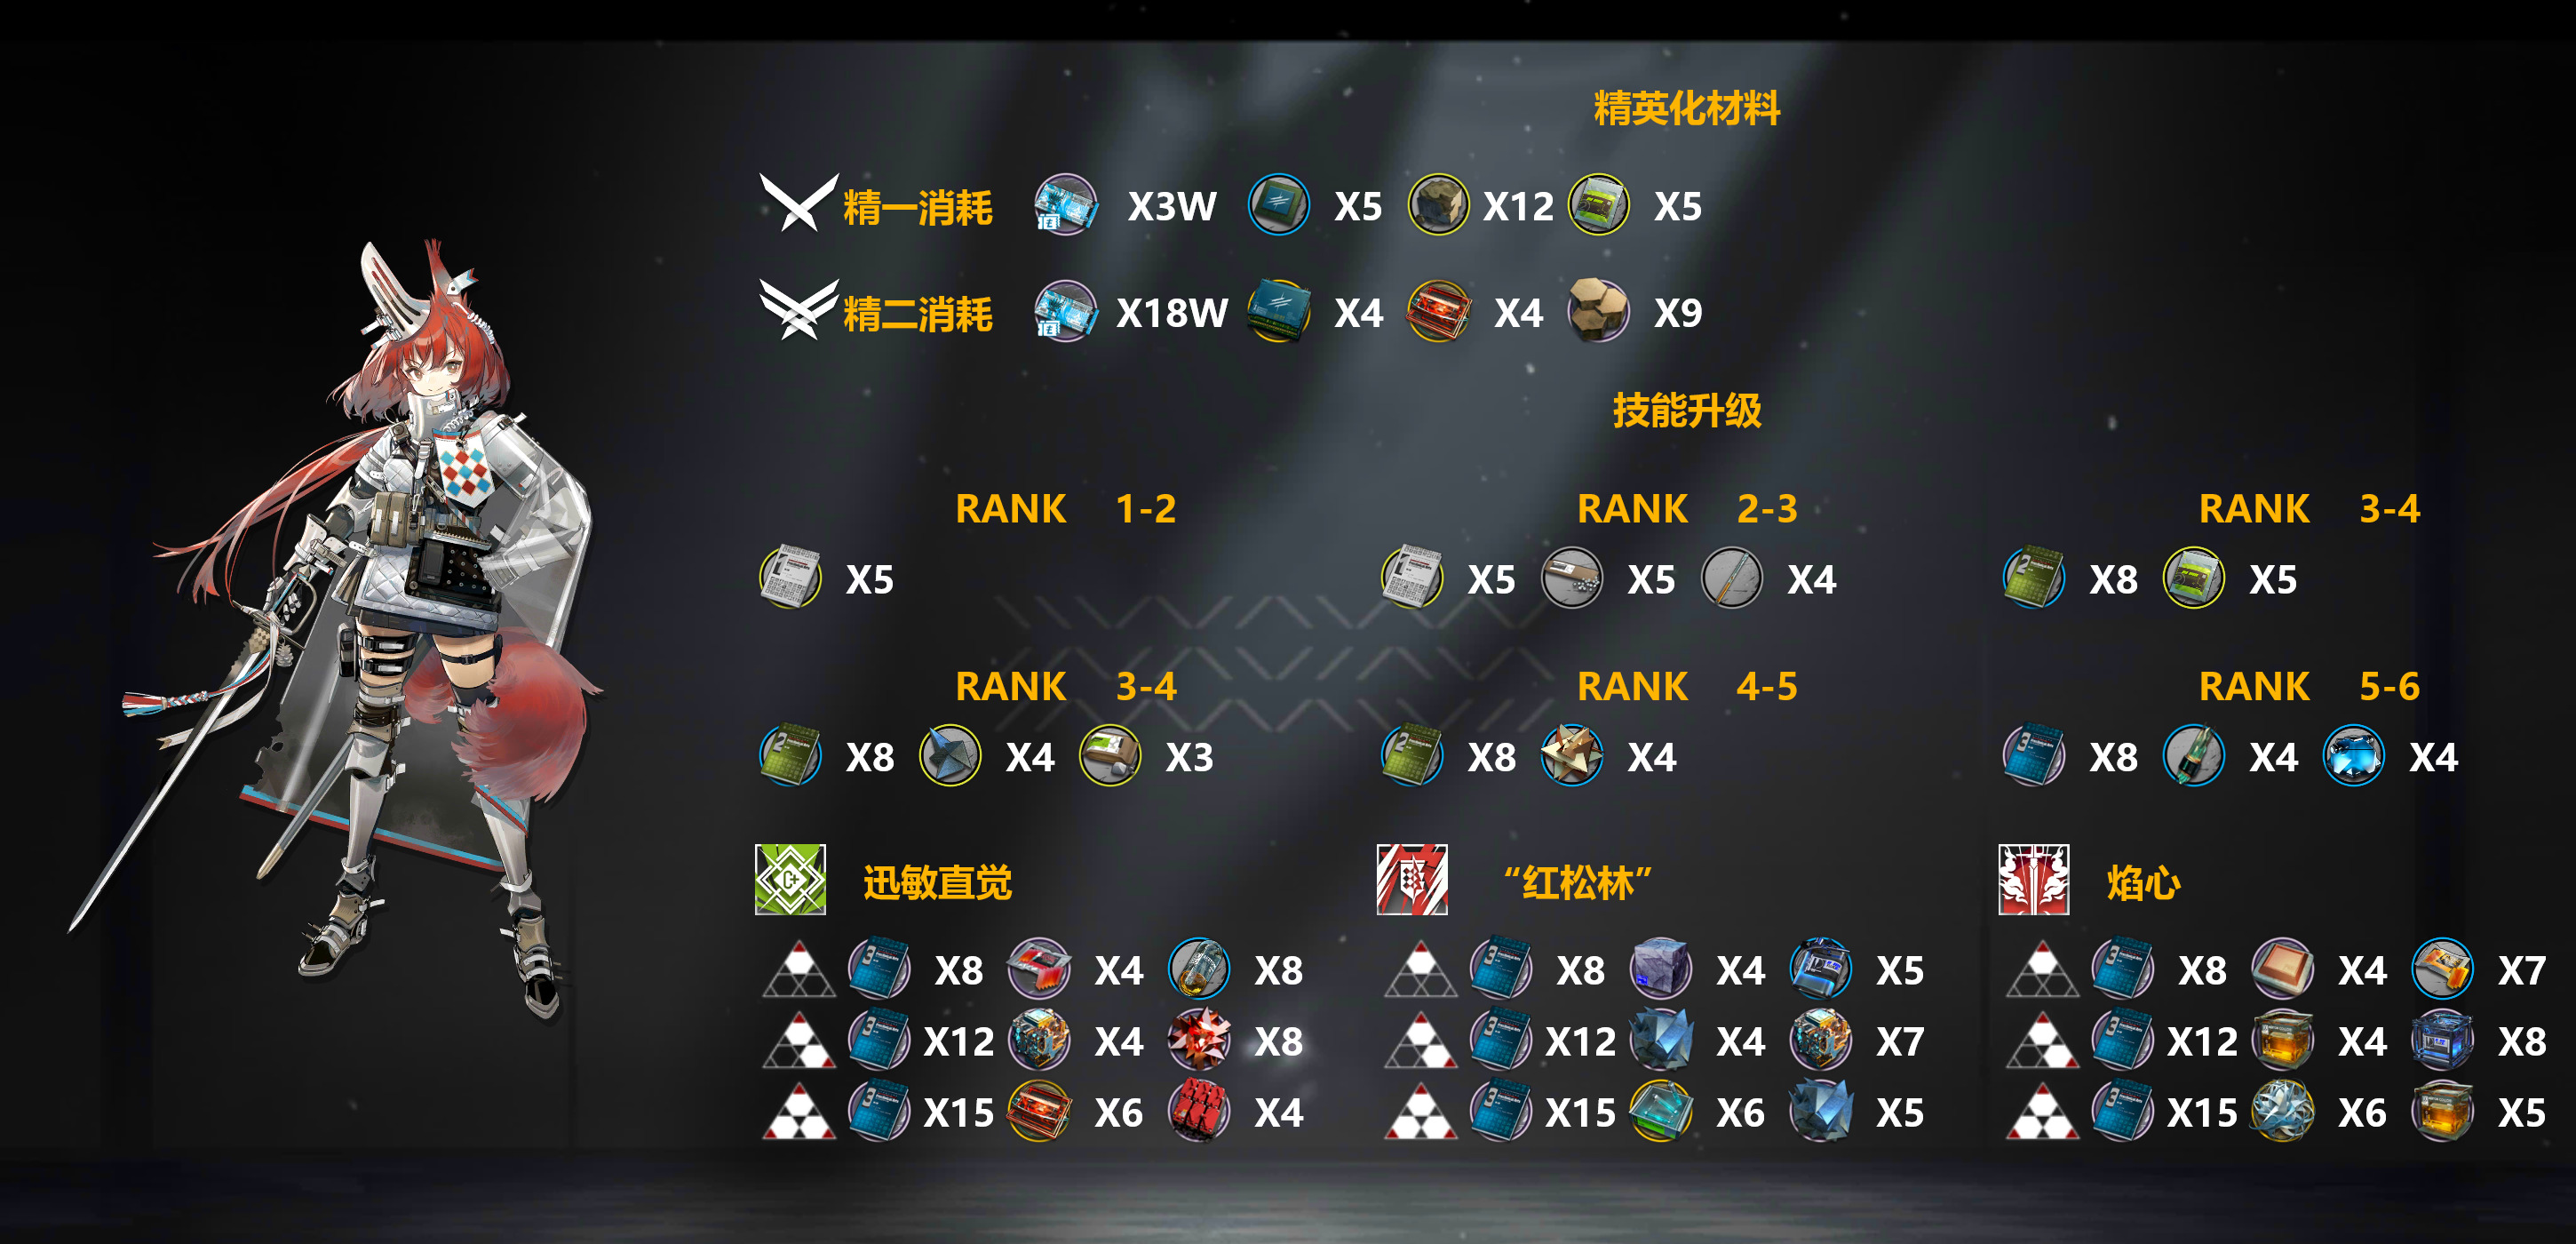 精英化材料
精一消耗 X3W X5 X12 X5
精二消耗 X18W X4 X4 X9
技能升级
RANK 1-2 RANK 2-3 RANK 3-4
X5 X5 X5 X4 X8 X5
RANK 3-4 RANK 4-5 RANK 5-6
X8 X4 X3 X8 X4 X8 X4 X4
迅敏直觉 “红松林” 焰心
X8 X4 X8 X8 X4 X5 X8 X4 X7
X12 X4 X8 X12 X4 X7 X12 X4 X8
X15 X6 X4 X15 X6 X5 X15 X6 X5